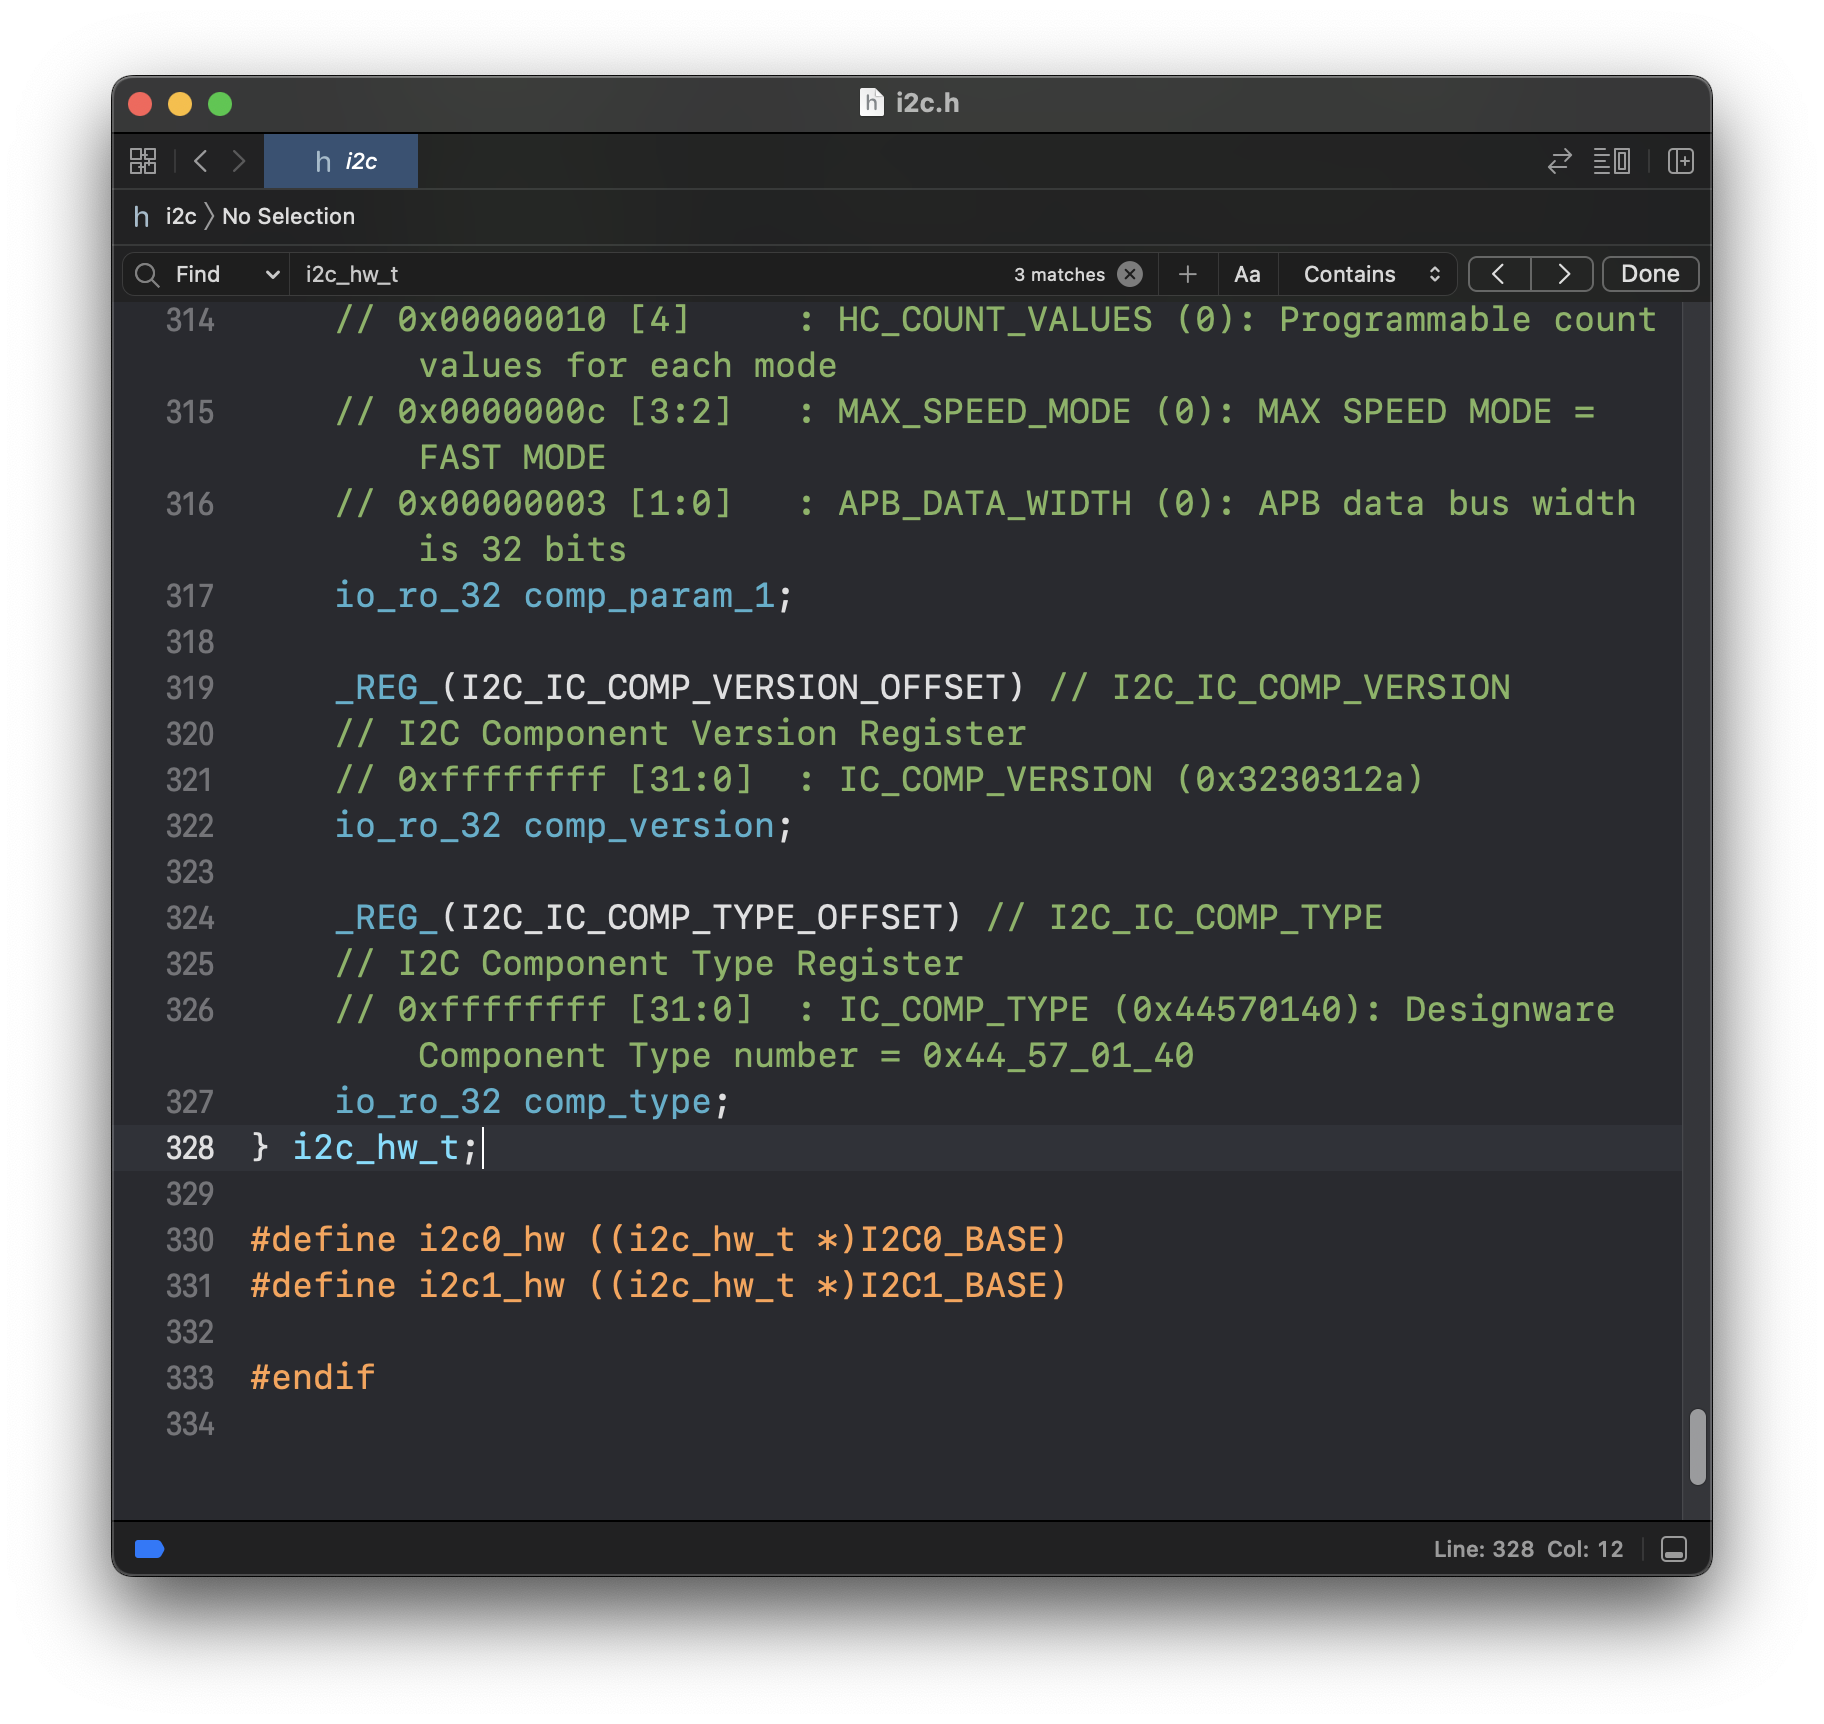 i2c.h
h i2c
h i2c 〉 No Selection
Find i2c_hw_t 3 matches + Aa Contains Done
314 // 0x00000010 [4]     : HC_COUNT_VALUES (0): Programmable count
values for each mode
315 // 0x0000000c [3:2]   : MAX_SPEED_MODE (0): MAX SPEED MODE =
FAST MODE
316 // 0x00000003 [1:0]   : APB_DATA_WIDTH (0): APB data bus width
is 32 bits
317 io_ro_32 comp_param_1;
318
319 _REG_(I2C_IC_COMP_VERSION_OFFSET) // I2C_IC_COMP_VERSION
320 // I2C Component Version Register
321 // 0xffffffff [31:0]  : IC_COMP_VERSION (0x3230312a)
322 io_ro_32 comp_version;
323
324 _REG_(I2C_IC_COMP_TYPE_OFFSET) // I2C_IC_COMP_TYPE
325 // I2C Component Type Register
326 // 0xffffffff [31:0]  : IC_COMP_TYPE (0x44570140): Designware
Component Type number = 0x44_57_01_40
327 io_ro_32 comp_type;
328 } i2c_hw_t;
329
330 #define i2c0_hw ((i2c_hw_t *)I2C0_BASE)
331 #define i2c1_hw ((i2c_hw_t *)I2C1_BASE)
332
333 #endif
334
Line: 328 Col: 12